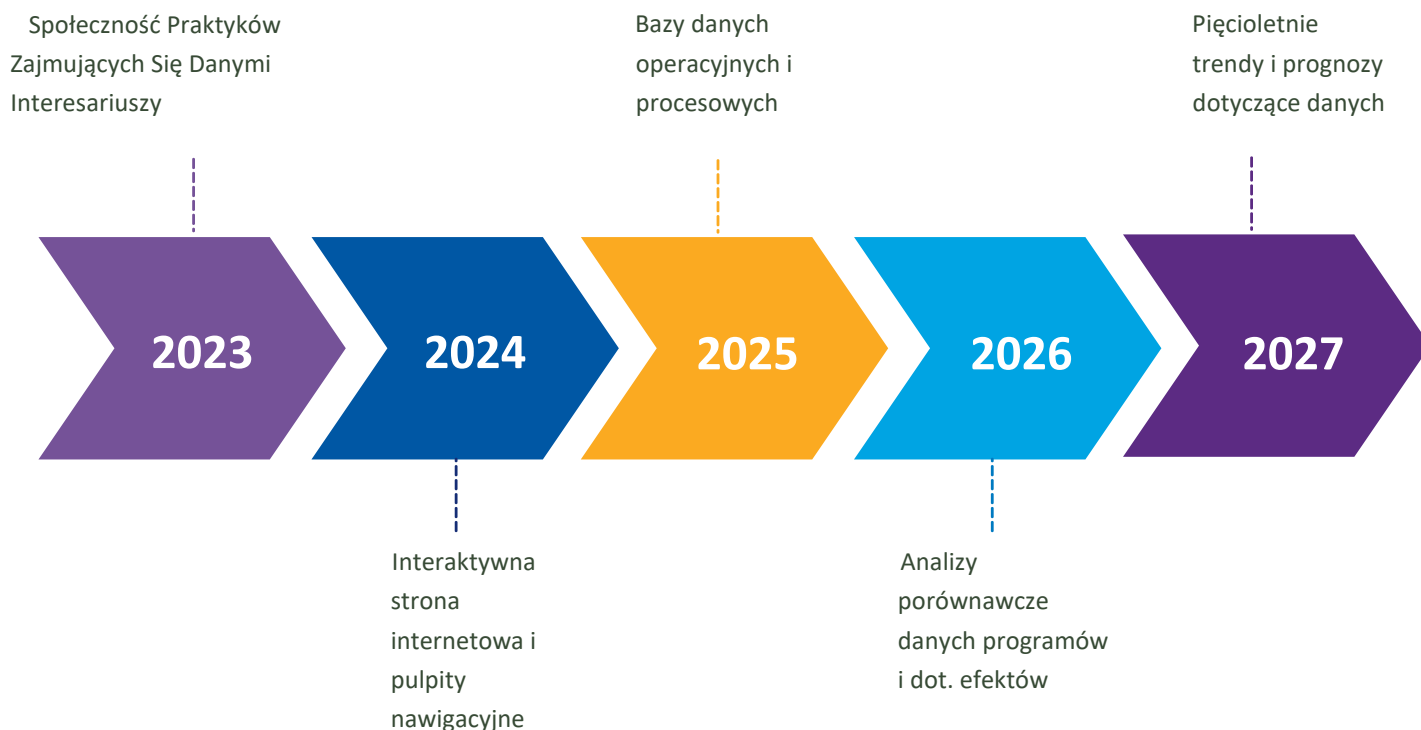 Społeczność Praktyków
Zajmujących Się Danymi
Interesariuszy
Bazy danych
operacyjnych i
procesowych
Pięcioletnie
trendy i prognozy
dotyczące danych
2023
2024
2025
2026
2027
Interaktywna
strona
internetowa i
pulpity
nawigacyjne
Analizy
porównawcze
danych programów
i dot. efektów